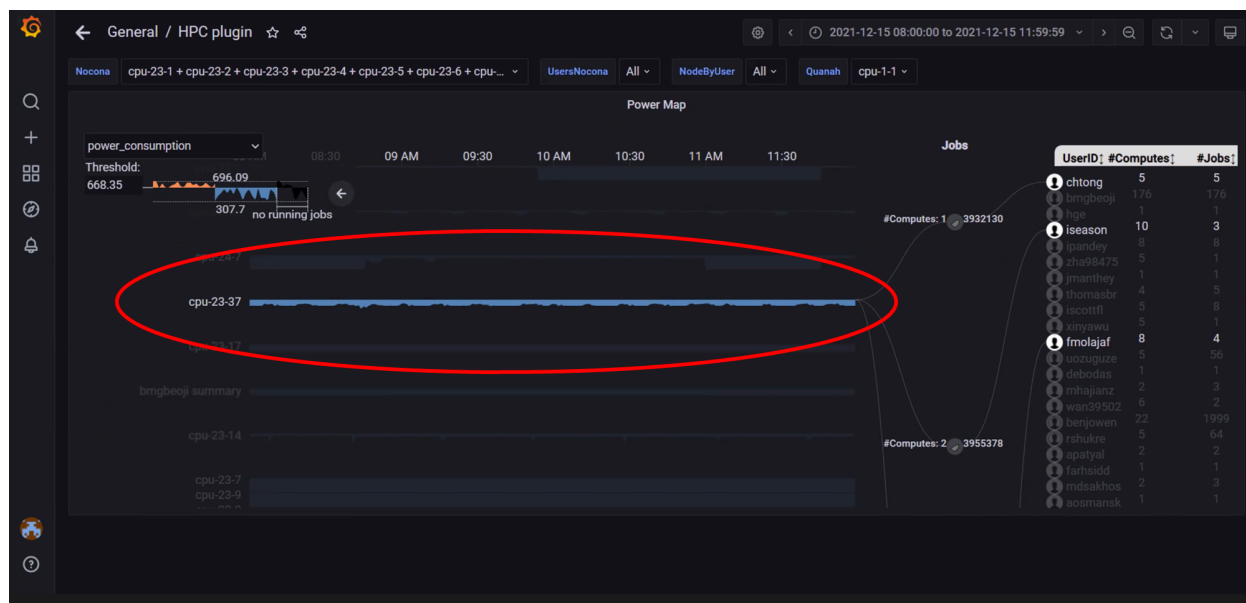 General / HPC plugin
2021-12-15 08:00:00 to 2021-12-15 11:59:59
Nocona cpu-23-1 + cpu-23-2 + cpu-23-3 + cpu-23-4 + cpu-23-5 + cpu-23-6 + cpu-... UsersNocona All NodeByUser All Quanah cpu-1-1
Power Map
power_consumption
08:30 09 AM 09:30 10 AM 10:30 11 AM 11:30
Threshold:
668.35
696.09
307.7
no running jobs
cpu-24-7
cpu-23-37
cpu-23-17
bmgbeoji summary
cpu-23-14
cpu-23-7
cpu-23-9
Jobs
#Computes: 1 3932130
#Computes: 2 3955378
UserID #Computes #Jobs
chtong 5 5
bmgbeoji 176 176
hge 1 1
iseason 10 3
ipandey 8 8
zha98475 5 1
jmanthey 1 1
thomasbr 4 5
iscottfl 5 8
xinyawu 5 1
fmolajaf 8 4
uozuguze 5 56
debodas 1 1
mhajianz 2 3
wan39502 6 2
benjowen 22 1999
rshukre 5 64
apatyal 2 2
farhsidd 1 1
mdsakhos 2 3
aosmansk 1 1